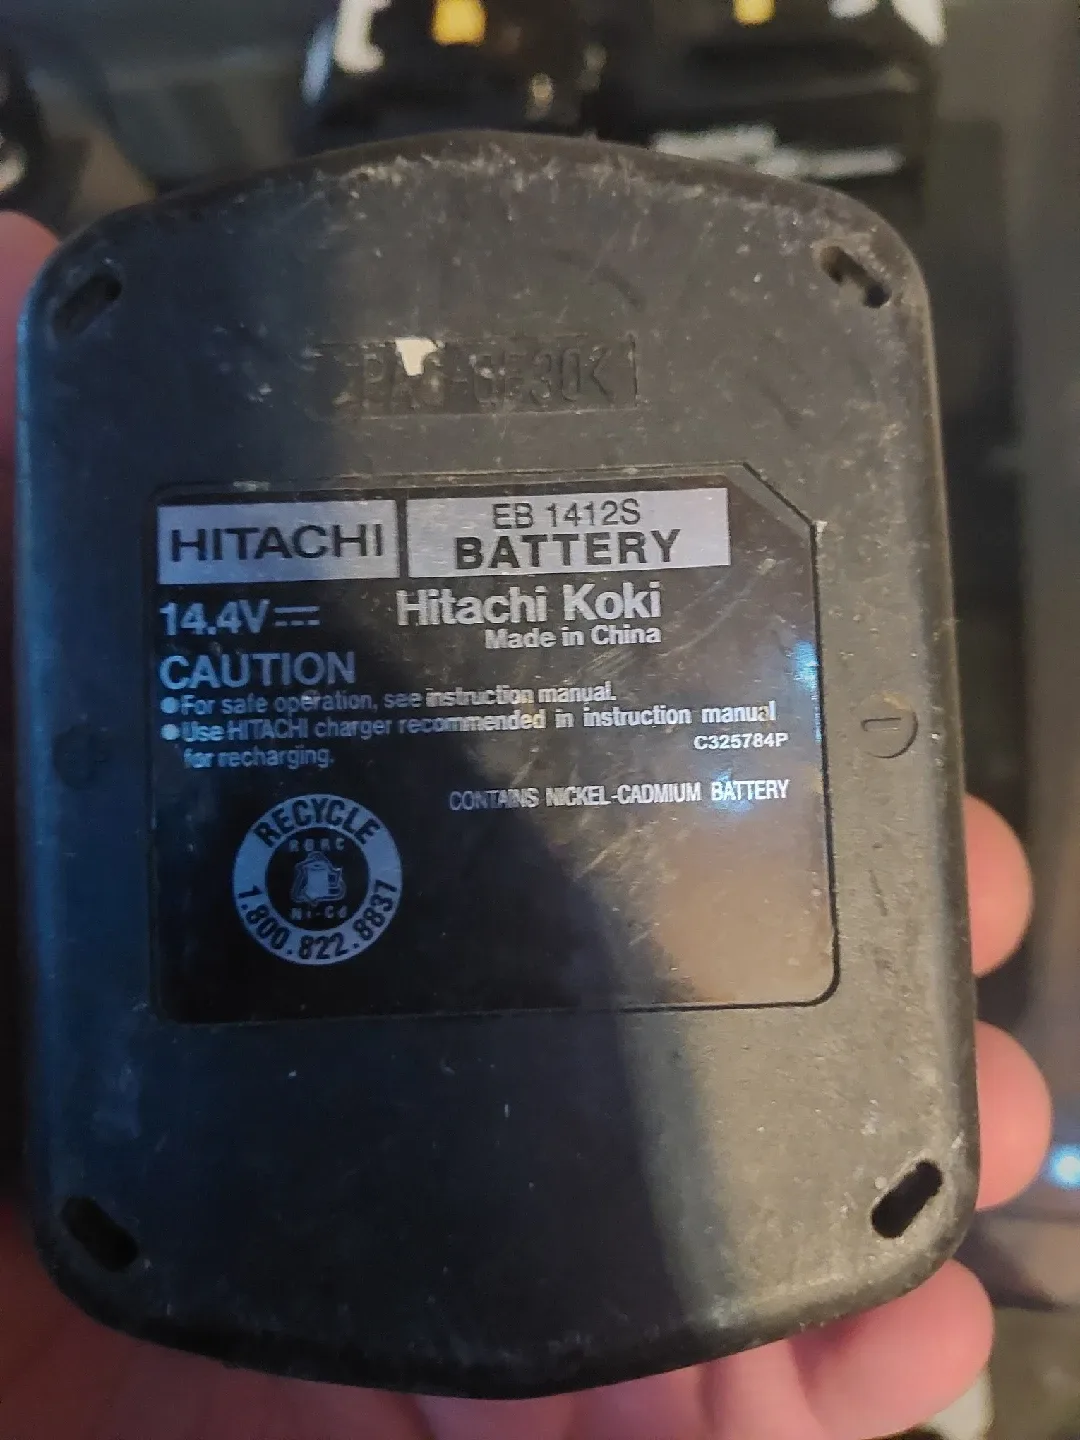 HITACHI
EB 1412S
BATTERY
14.4V
Hitachi Koki
Made in China
CAUTION
●For safe operation, see instruction manual.
●Use HITACHI charger recommended in instruction manual
for recharging.
C325784P
CONTAINS NICKEL-CADMIUM BATTERY
RECYCLE
RBRC
Ni-Cd
1.800.822.8837